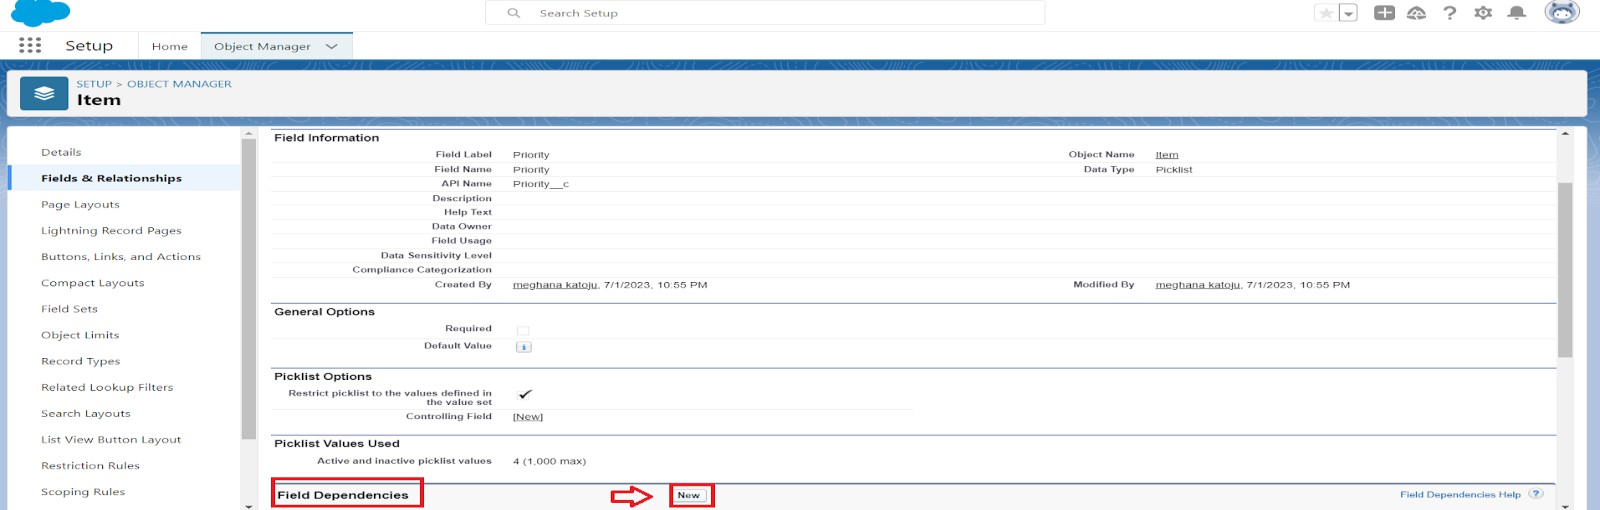 Search Setup
Setup
Home
Object Manager
SETUP > OBJECT MANAGER
Item
Details
Fields & Relationships
Page Layouts
Lightning Record Pages
Buttons, Links, and Actions
Compact Layouts
Field Sets
Object Limits
Record Types
Related Lookup Filters
Search Layouts
List View Button Layout
Restriction Rules
Scoping Rules
Field Information
Field Label Priority Object Name Item
Field Name Priority Data Type Picklist
API Name Priority__c
Description
Help Text
Data Owner
Field Usage
Data Sensitivity Level
Compliance Categorization
Created By meghana katoju, 7/1/2023, 10:55 PM Modified By meghana katoju, 7/1/2023, 10:55 PM
General Options
Required
Default Value
Picklist Options
Restrict picklist to the values defined in
the value set
Controlling Field [New]
Picklist Values Used
Active and inactive picklist values 4 (1,000 max)
Field Dependencies New Field Dependencies Help ?